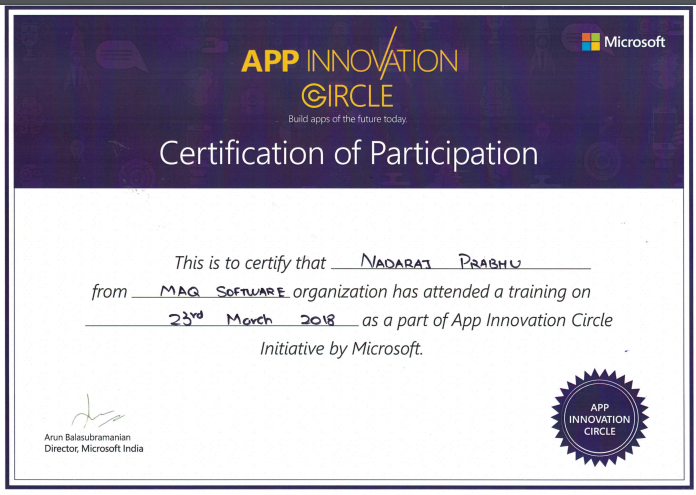 Microsoft
APP INNOVATION
CIRCLE
Build apps of the future today.
Certification of Participation
This is to certify that NADARAJ PRABHU
from MAQ SOFTWARE organization has attended a training on
23rd March 2018 as a part of App Innovation Circle
Initiative by Microsoft.
Arun Balasubramanian
Director, Microsoft India
APP
INNOVATION
CIRCLE